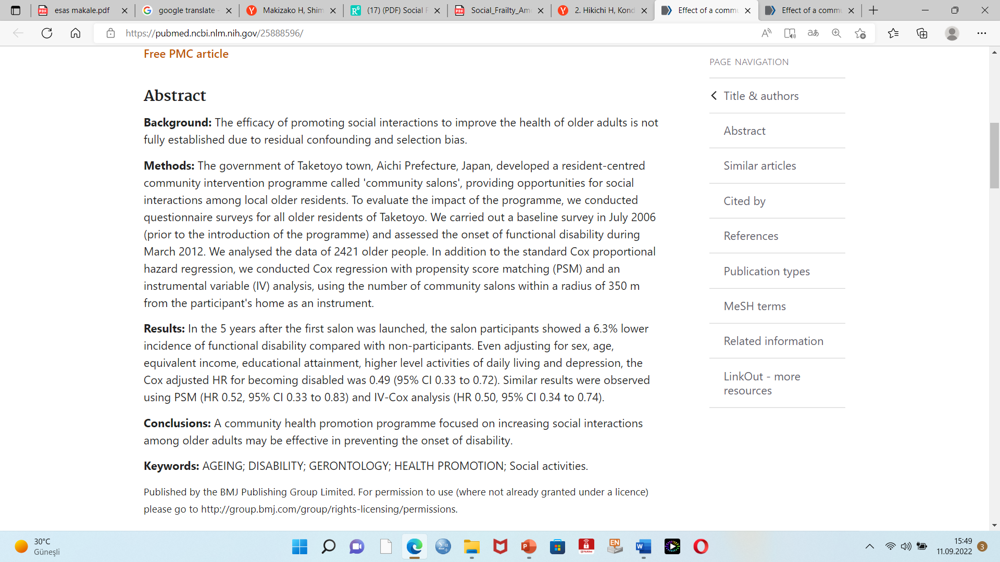 esas makale.pdf
google translate -
Makizako H, Shim
(17) (PDF) Social F
Social_Frailty_Am
2. Hikichi H, Kond
Effect of a commu
Effect of a commu
https://pubmed.ncbi.nlm.nih.gov/25888596/
Free PMC article
Abstract
Background: The efficacy of promoting social interactions to improve the health of older adults is not
fully established due to residual confounding and selection bias.
Methods: The government of Taketoyo town, Aichi Prefecture, Japan, developed a resident-centred
community intervention programme called 'community salons', providing opportunities for social
interactions among local older residents. To evaluate the impact of the programme, we conducted
questionnaire surveys for all older residents of Taketoyo. We carried out a baseline survey in July 2006
(prior to the introduction of the programme) and assessed the onset of functional disability during
March 2012. We analysed the data of 2421 older people. In addition to the standard Cox proportional
hazard regression, we conducted Cox regression with propensity score matching (PSM) and an
instrumental variable (IV) analysis, using the number of community salons within a radius of 350 m
from the participant's home as an instrument.
Results: In the 5 years after the first salon was launched, the salon participants showed a 6.3% lower
incidence of functional disability compared with non-participants. Even adjusting for sex, age,
equivalent income, educational attainment, higher level activities of daily living and depression, the
Cox adjusted HR for becoming disabled was 0.49 (95% CI 0.33 to 0.72). Similar results were observed
using PSM (HR 0.52, 95% CI 0.33 to 0.83) and IV-Cox analysis (HR 0.50, 95% CI 0.34 to 0.74).
Conclusions: A community health promotion programme focused on increasing social interactions
among older adults may be effective in preventing the onset of disability.
Keywords: AGEING; DISABILITY; GERONTOLOGY; HEALTH PROMOTION; Social activities.
Published by the BMJ Publishing Group Limited. For permission to use (where not already granted under a licence)
please go to http://group.bmj.com/group/rights-licensing/permissions.
PAGE NAVIGATION
Title & authors
Abstract
Similar articles
Cited by
References
Publication types
MeSH terms
Related information
LinkOut - more
resources
30°C
Güneşli
EN
15:49
11.09.2022
3